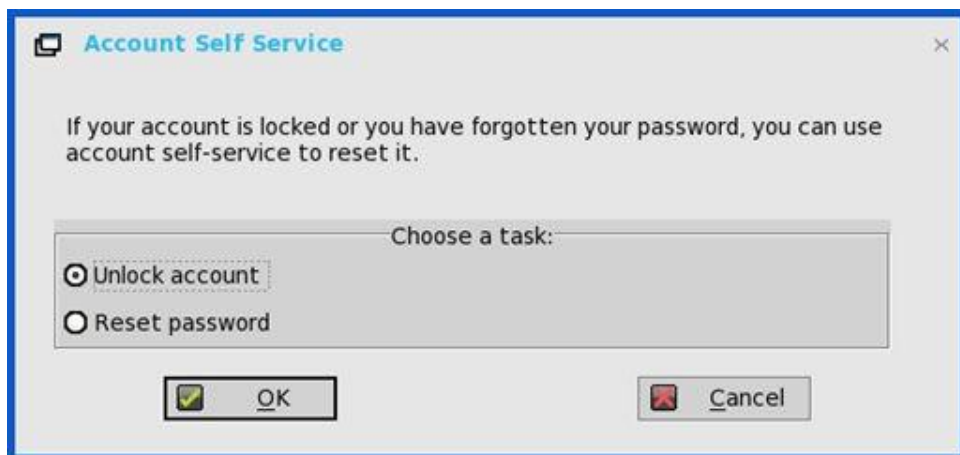 Account Self Service
If your account is locked or you have forgotten your password, you can use
account self-service to reset it.
Choose a task:
Unlock account
Reset password
OK
Cancel